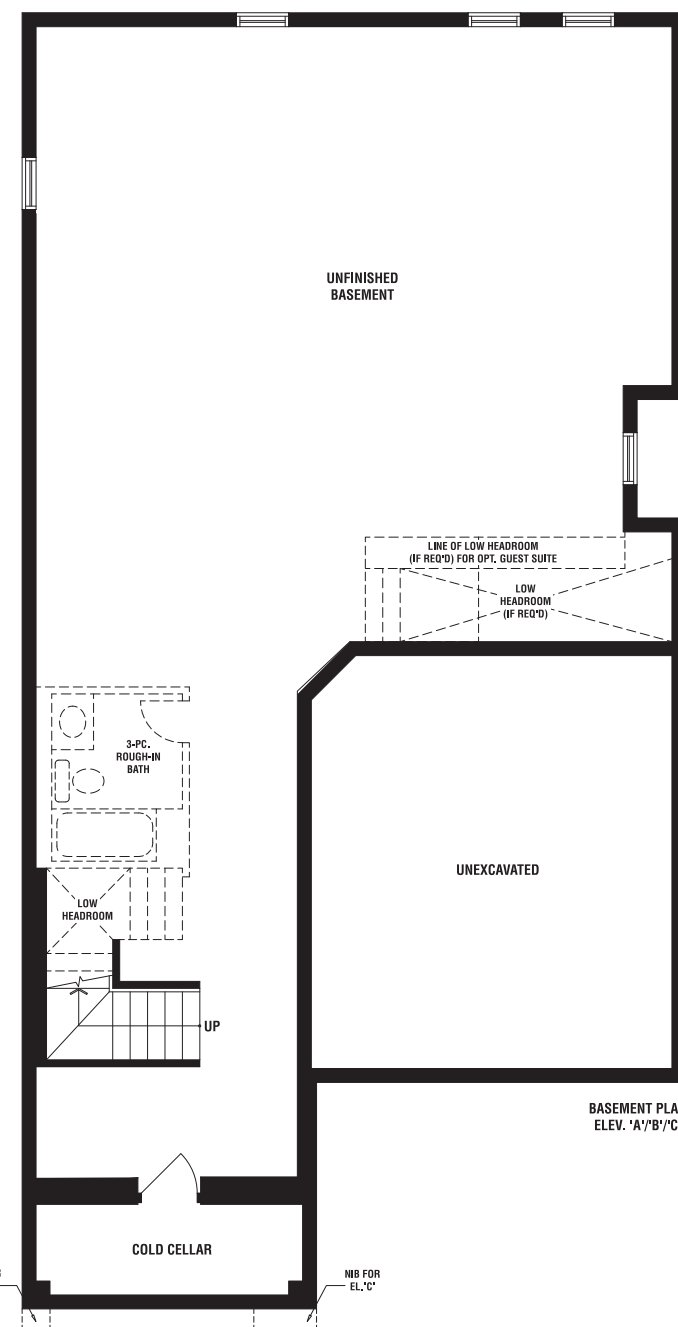 UNFINISHED
BASEMENT
LINE OF LOW HEADROOM
(IF REQ'D) FOR OPT. GUEST SUITE
LOW
HEADROOM
(IF REQ'D)
3-PC.
ROUGH-IN
BATH
UNEXCAVATED
LOW
HEADROOM
UP
BASEMENT PLA
ELEV. 'A'/'B'/'C
COLD CELLAR
NIB FOR
EL.'C'